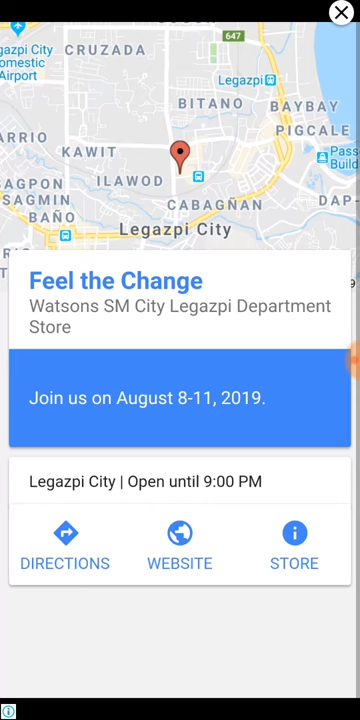 647
gazpi City
omestic
Airport
CRUZADA
Legazpi
BITANO
BAYBAY
PIGCALE
ARRIO
KAWIT
Pass
Build
AGPON
ILAWOD
SAGMIN
BAÑO
CABAGÑAN
DAP-
Legazpi City
Feel the Change
Watsons SM City Legazpi Department
Store
Join us on August 8-11, 2019.
Legazpi City | Open until 9:00 PM
DIRECTIONS
WEBSITE
STORE